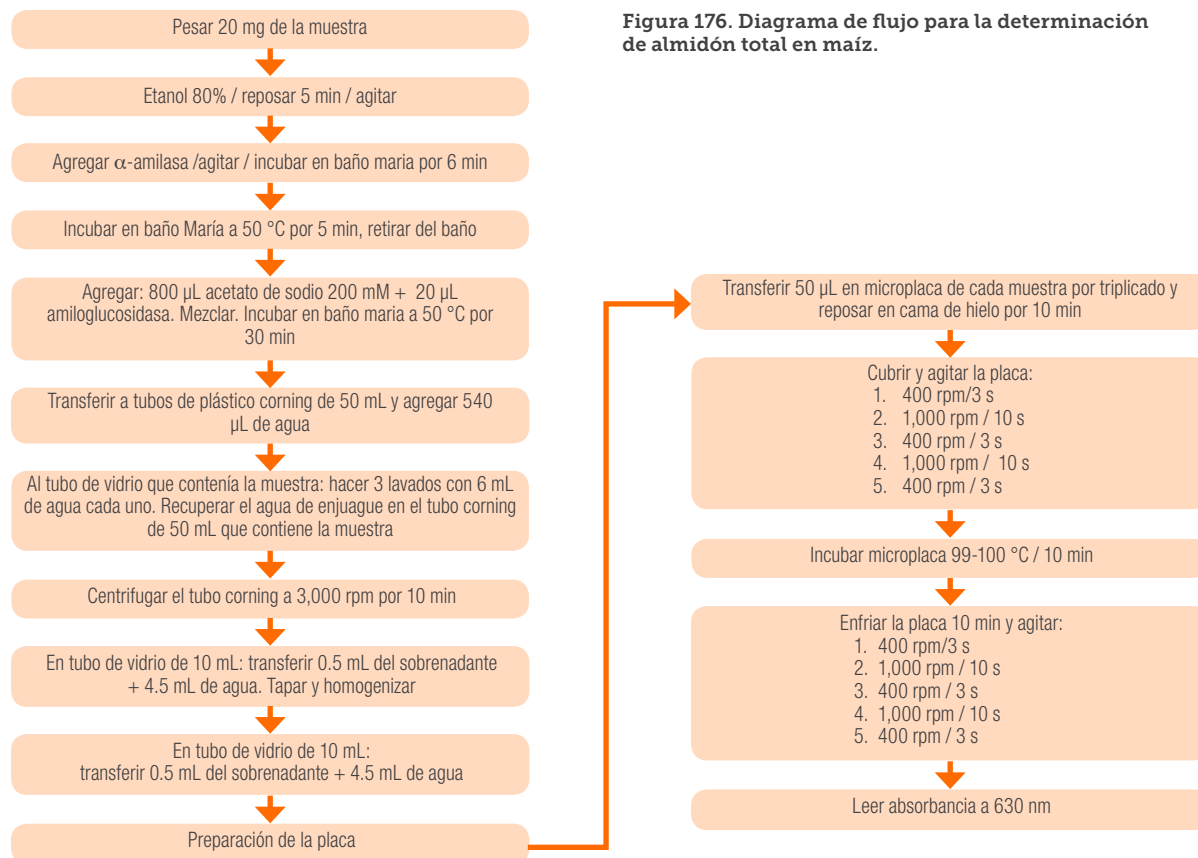 Figura 176. Diagrama de flujo para la determinación
de almidón total en maíz.
Pesar 20 mg de la muestra
Etanol 80% / reposar 5 min / agitar
Agregar α-amilasa /agitar / incubar en baño maria por 6 min
Incubar en baño María a 50 °C por 5 min, retirar del baño
Agregar: 800 µL acetato de sodio 200 mM + 20 µL
amiloglucosidasa. Mezclar. Incubar en baño maria a 50 °C por
30 min
Transferir a tubos de plástico corning de 50 mL y agregar 540
µL de agua
Al tubo de vidrio que contenía la muestra: hacer 3 lavados con 6 mL
de agua cada uno. Recuperar el agua de enjuague en el tubo corning
de 50 mL que contiene la muestra
Centrifugar el tubo corning a 3,000 rpm por 10 min
En tubo de vidrio de 10 mL: transferir 0.5 mL del sobrenadante
+ 4.5 mL de agua. Tapar y homogenizar
En tubo de vidrio de 10 mL:
transferir 0.5 mL del sobrenadante + 4.5 mL de agua
Preparación de la placa
Transferir 50 µL en microplaca de cada muestra por triplicado y
reposar en cama de hielo por 10 min
Cubrir y agitar la placa:
1. 400 rpm/3 s
2. 1,000 rpm / 10 s
3. 400 rpm / 3 s
4. 1,000 rpm / 10 s
5. 400 rpm / 3 s
Incubar microplaca 99-100 °C / 10 min
Enfriar la placa 10 min y agitar:
1. 400 rpm/3 s
2. 1,000 rpm / 10 s
3. 400 rpm / 3 s
4. 1,000 rpm / 10 s
5. 400 rpm / 3 s
Leer absorbancia a 630 nm